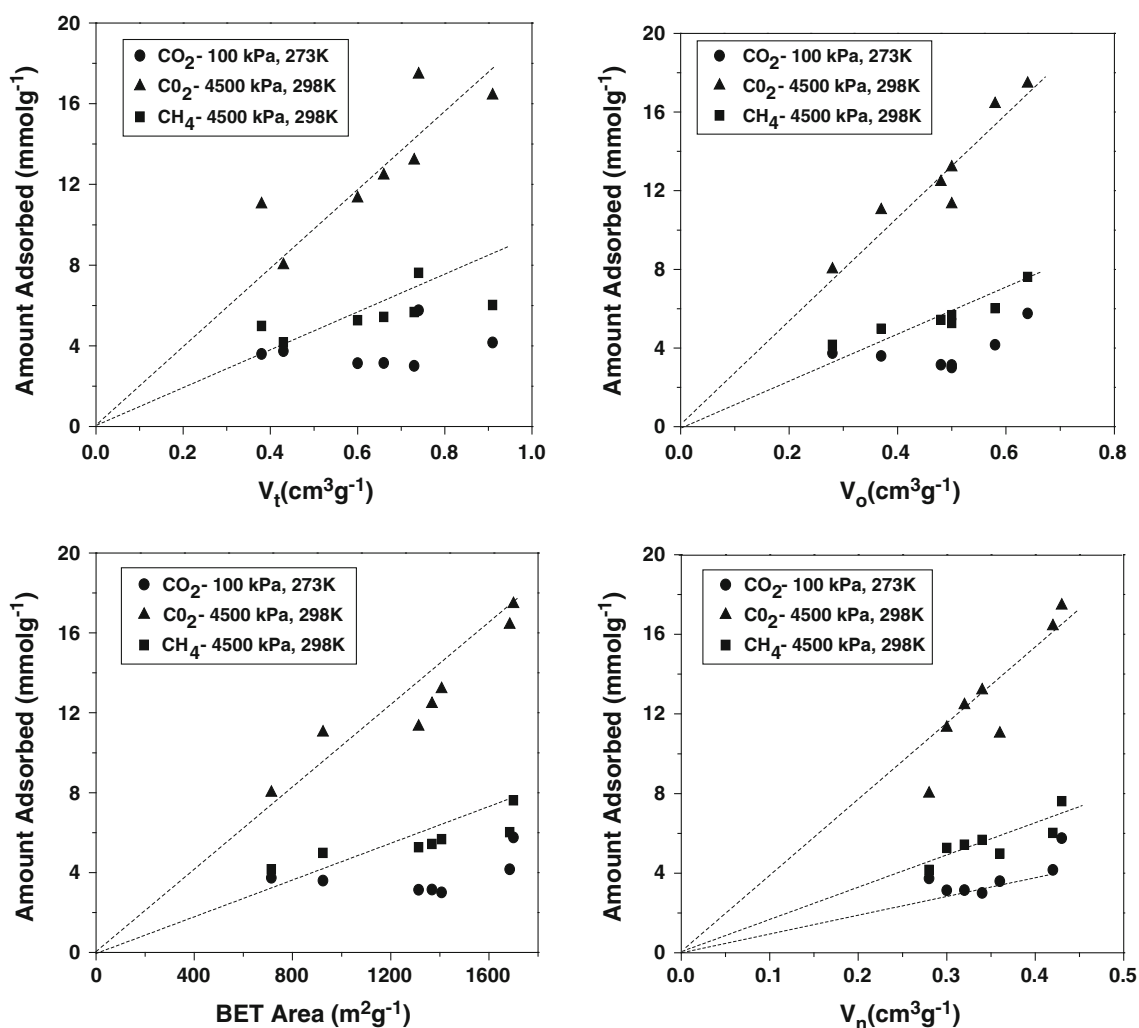 20
16
12
8
4
0
Amount Adsorbed (mmolg-1)
CO2- 100 kPa, 273K
C02- 4500 kPa, 298K
CH4- 4500 kPa, 298K
0.0 0.2 0.4 0.6 0.8 1.0
Vt(cm3g-1)
20
16
12
8
4
0
Amount Adsorbed (mmolg-1)
CO2- 100 kPa, 273K
C02- 4500 kPa, 298K
CH4- 4500 kPa, 298K
0.0 0.2 0.4 0.6 0.8
Vo(cm3g-1)
20
16
12
8
4
0
Amount Adsorbed (mmolg-1)
CO2- 100 kPa, 273K
C02- 4500 kPa, 298K
CH4- 4500 kPa, 298K
0 400 800 1200 1600
BET Area (m2g-1)
20
16
12
8
4
0
Amount Adsorbed (mmolg-1)
CO2- 100 kPa, 273K
C02- 4500 kPa, 298K
CH4- 4500 kPa, 298K
0.0 0.1 0.2 0.3 0.4 0.5
Vn(cm3g-1)